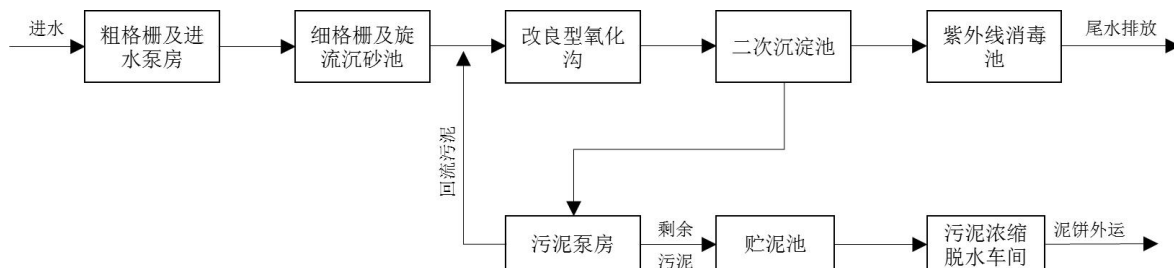 进水
粗格栅及进
水泵房
细格栅及旋
流沉砂池
改良型氧化
沟
二次沉淀池
紫外线消毒
池
尾水排放
回流污泥
污泥泵房
剩余
污泥
贮泥池
污泥浓缩
脱水车间
泥饼外运